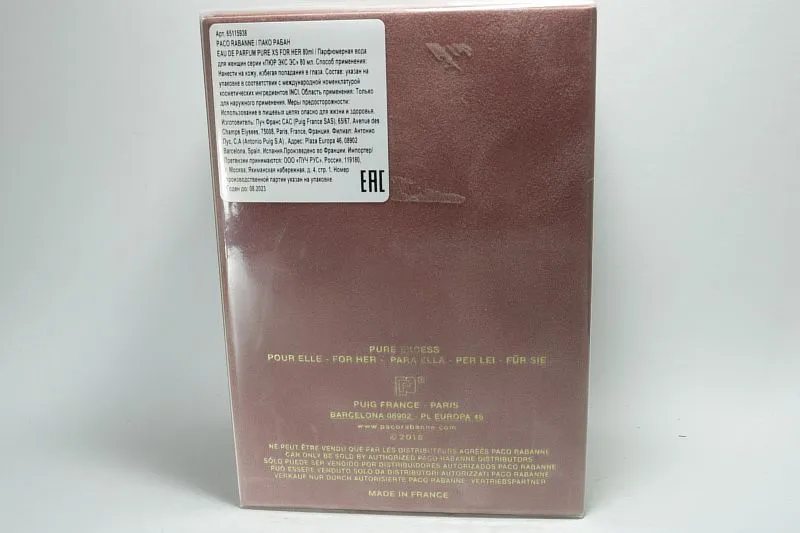 Арт. 65115938
PACO RABANNE / ПАКО РАБАН
EAU DE PARFUM PURE XS FOR HER 80ml / Парфюмерная вода
для женщин серии «ПЮР ЭКС ЭС» 80 мл. Способ применения:
Нанести на кожу, избегая попадания в глаза. Состав: указан на
упаковке в соответствии с международной номенклатурой
косметических ингредиентов INCI. Область применения: Только
для наружного применения. Меры предосторожности:
Использование в пищевых целях опасно для жизни и здоровья.
Изготовитель: Пуч Франс САС (Puig France SAS), 65/67, Avenue des
Champs Elysees, 75008, Paris, France, Франция. Филиал: Антонио
Пус, С.А (Antonio Puig S.A) , Адрес: Plaza Europa 46, 08902
Barcelona, Spain, Испания.Произведено во Франции. Импортер/
Претензии принимаются: ООО «ПУЧ РУС», Россия, 119180,
г. Москва, Якиманская набережная, д. 4, стр. 1. Номер
производственной партии указан на упаковке.
Годен до: 08.2023
EAC
PURE EXCESS
POUR ELLE - FOR HER - PARA ELLA - PER LEI - FÜR SIE
PUIG FRANCE - PARIS
BARCELONA 08902 - PL EUROPA 46
www.pacorabanne.com
© 2018
NE PEUT ÊTRE VENDU QUE PAR LES DISTRIBUTEURS AGRÉÉS PACO RABANNE
CAN ONLY BE SOLD BY AUTHORIZED PACO RABANNE DISTRIBUTORS
SÓLO PUEDE SER VENDIDO POR DISTRIBUIDORES AUTORIZADOS PACO RABANNE
PUÒ ESSERE VENDUTO SOLO DA DISTRIBUTORI AUTORIZZATI PACO RABANNE
VERKAUF NUR DURCH AUTORISIERTE PACO RABANNE -VERTRIEBSPARTNER
MADE IN FRANCE